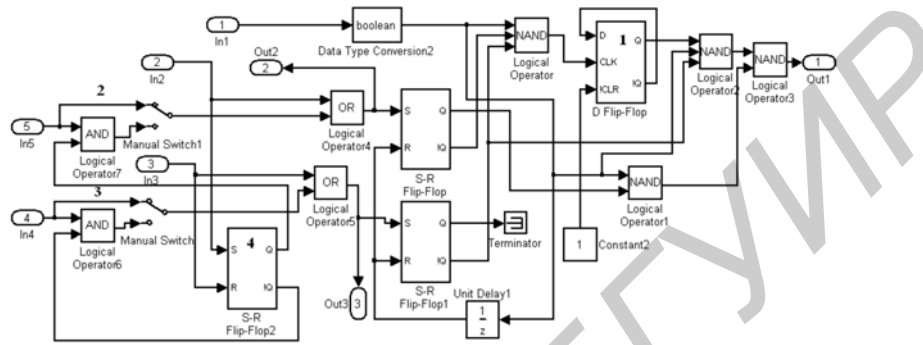 1
In1
boolean
Data Type Conversion2
Out2
2
2
In2
NAND
Logical
Operator
D
1
Q
CLK
!CLR
!Q
D Flip-Flop
NAND
Logical
Operator2
NAND
Logical
Operator3
1
Out1
2
5
In5
AND
Logical
Operator7
Manual Switch1
OR
Logical
Operator4
S
Q
R
!Q
S-R
Flip-Flop
3
In3
OR
Logical
Operator5
NAND
Logical
Operator1
3
4
In4
AND
Logical
Operator6
Manual Switch
S
4
Q
R
!Q
S-R
Flip-Flop2
S
Q
R
!Q
S-R
Flip-Flop1
Terminator
1
Constant2
Out3
3
Unit Delay1
1
z
БГУИР